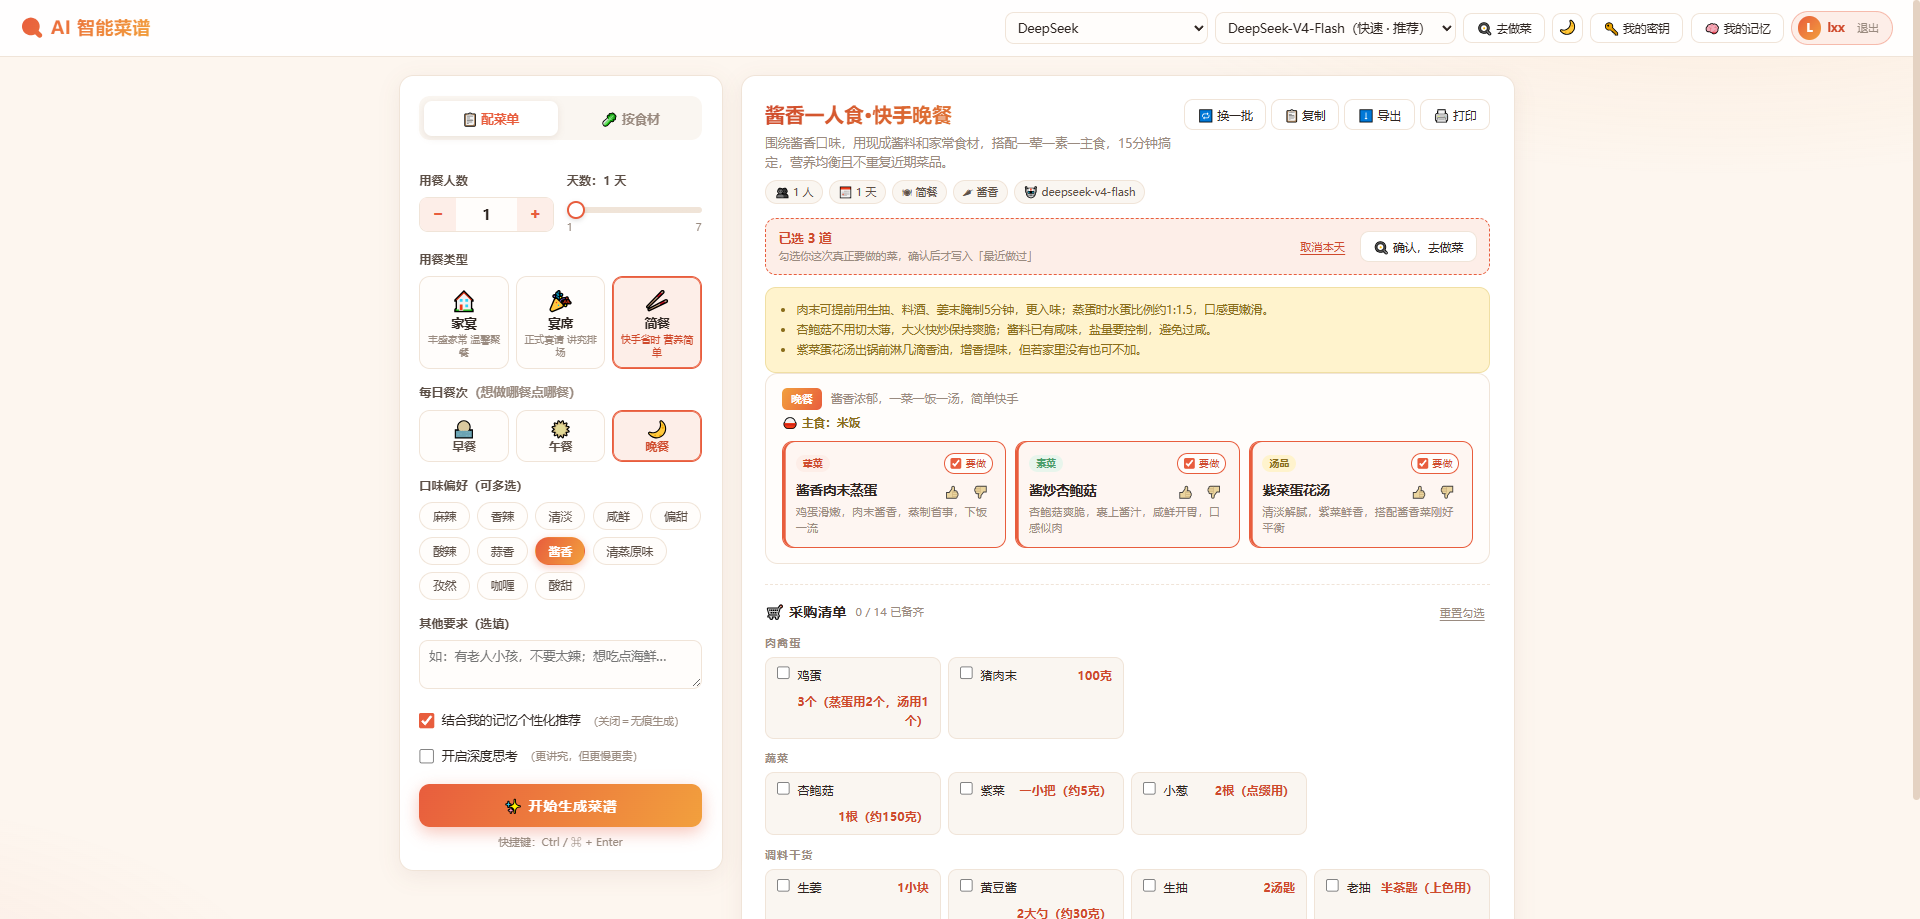 AI 智能菜谱
DeepSeek
DeepSeek-V4-Flash（快速 · 推荐）
去做菜
我的密钥
我的记忆
L lxx 退出
配菜单
按食材
用餐人数
天数：1 天
− 1 +
1 7
用餐类型
家宴
丰盛家常 温馨聚餐
宴席
正式宴请 讲究排场
简餐
快手省时 营养简单
每日餐次（想做哪餐点哪餐）
早餐
午餐
晚餐
口味偏好（可多选）
麻辣 香辣 清淡 咸鲜 偏甜
酸辣 蒜香 酱香 清蒸原味
孜然 咖喱 酸甜
其他要求（选填）
如：有老人小孩，不要太辣；想吃点海鲜...
结合我的记忆个性化推荐 （关闭=无痕生成）
开启深度思考 （更讲究，但更慢更贵）
开始生成菜谱
快捷键：Ctrl / ⌘ + Enter
酱香一人食·快手晚餐
换一批
复制
导出
打印
围绕酱香口味，用现成酱料和家常食材，搭配一荤一素一主食，15分钟搞
定，营养均衡且不重复近期菜品。
1 人
1 天
简餐
酱香
deepseek-v4-flash
已选 3 道
勾选你这次真正要做的菜，确认后才写入「最近做过」
取消本天
确认，去做菜
肉末可提前用生抽、料酒、姜末腌制5分钟，更入味；蒸蛋时水蛋比例约1:1.5，口感更嫩滑。
杏鲍菇不用切太薄，大火快炒保持爽脆；酱料已有咸味，盐量要控制，避免过咸。
紫菜蛋花汤出锅前淋几滴香油，增香提味，但若家里没有也可不加。
晚餐 酱香浓郁，一菜一饭一汤，简单快手
主食：米饭
荤菜 要做
酱香肉末蒸蛋
鸡蛋滑嫩，肉末酱香，蒸制省事，下饭
一流
素菜 要做
酱炒杏鲍菇
杏鲍菇爽脆，裹上酱汁，咸鲜开胃，口
感似肉
汤品 要做
紫菜蛋花汤
清淡解腻，紫菜鲜香，搭配酱香菜刚好
平衡
采购清单 0 / 14 已备齐
重置勾选
肉禽蛋
鸡蛋
3个（蒸蛋用2个，汤用1
个）
猪肉末 100克
蔬菜
杏鲍菇
1根（约150克）
紫菜 一小把（约5克）
小葱 2根（点缀用）
调料干货
生姜 1小块
黄豆酱
2大勺（约30克）
生抽 2汤匙
老抽 半茶匙（上色用）